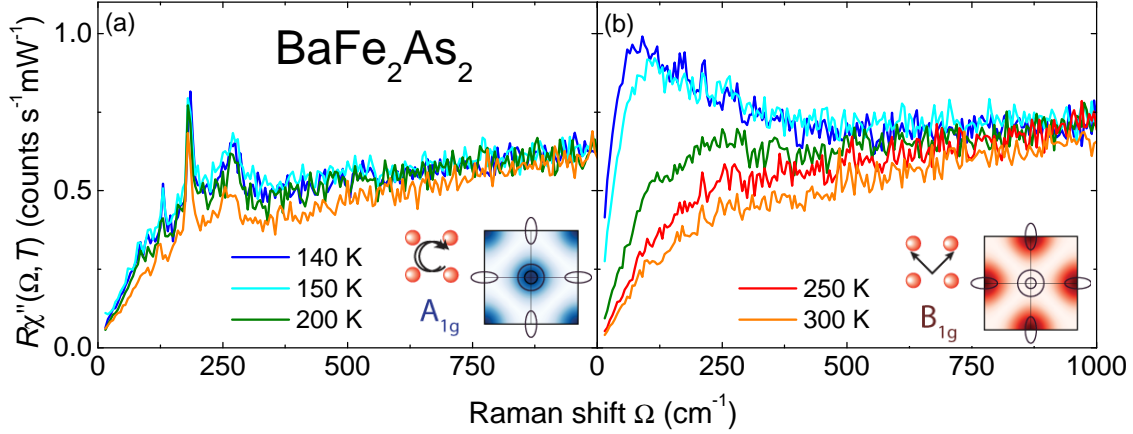 (a)
BaFe₂As₂
(b)
Rχ''(Ω, T) (counts s⁻¹mW⁻¹)
1.0
0.5
0.0
140 K
150 K
200 K
A₁g
250 K
300 K
B₁g
0 250 500 750 0 250 500 750 1000
Raman shift Ω (cm⁻¹)